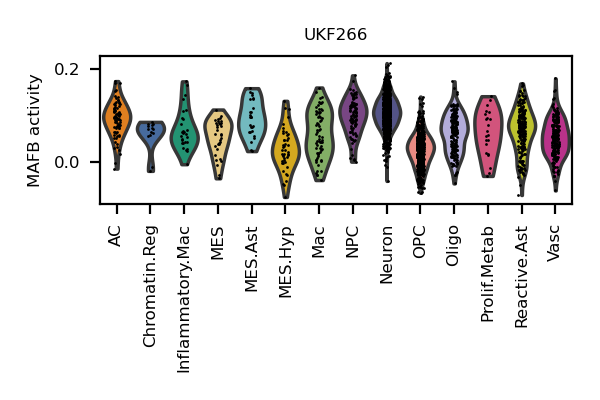 UKF266
MAFB activity
0.2
0.0
AC
Chromatin.Reg
Inflammatory.Mac
MES
MES.Ast
MES.Hyp
Mac
NPC
Neuron
OPC
Oligo
Prolif.Metab
Reactive.Ast
Vasc